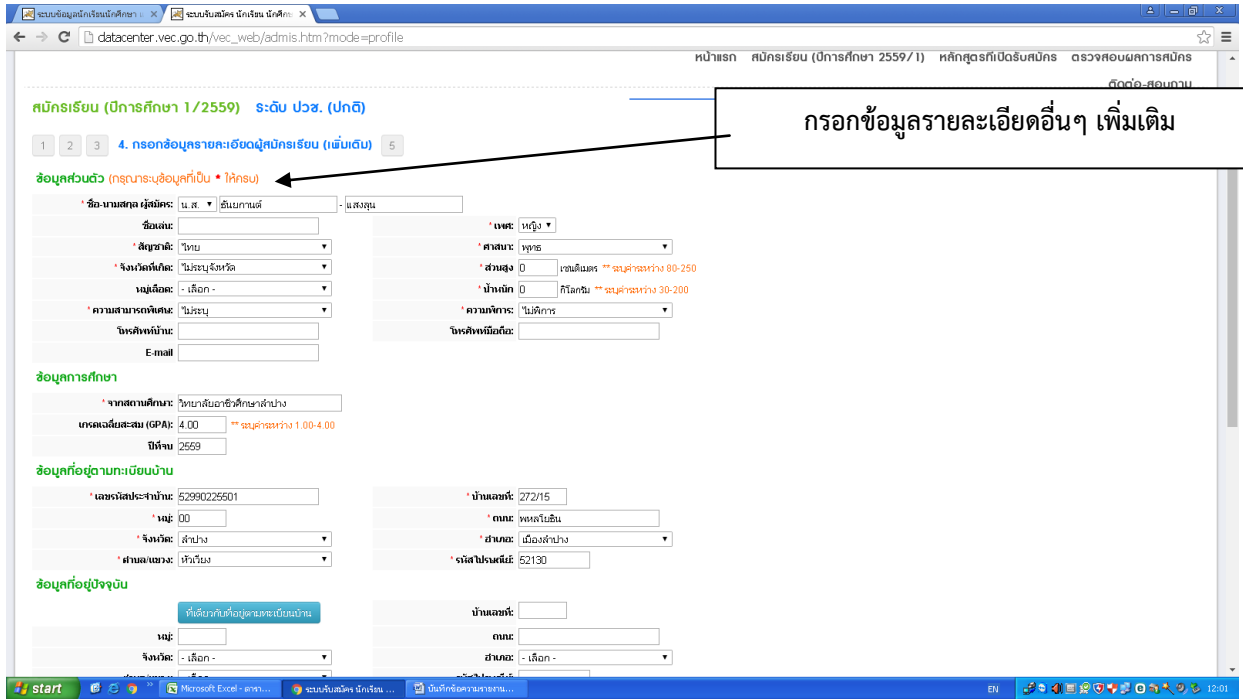 ระบบข้อมูลนักเรียนนักศึกษา ระบบรับสมัคร นักเรียน นักศึกษ
datacenter.vec.go.th/vec_web/admis.htm?mode=profile
หน้าแรก สมัครเรียน (ปีการศึกษา 2559/1) หลักสูตรที่เปิดรับสมัคร ตรวจสอบผลการสมัคร
ติดต่อ-สอบถาม
กรอกข้อมูลรายละเอียดอื่นๆ เพิ่มเติม
สมัครเรียน (ปีการศึกษา 1/2559) ระดับ ปวช. (ปกติ)
1 2 3 4. กรอกข้อมูลรายละเอียดผู้สมัครเรียน (เพิ่มเติม) 5
ข้อมูลส่วนตัว (กรุณาระบุข้อมูลที่เป็น * ให้ครบ)
* ชื่อ-นามสกุล ผู้สมัคร: น.ส. ธันยกานต์ - แสงลุน
ชื่อเล่น: * เพศ: หญิง
* สัญชาติ: ไทย * ศาสนา: พุทธ
* จังหวัดที่เกิด: ไม่ระบุจังหวัด * ส่วนสูง 0 เซนติเมตร ** ระบุค่าระหว่าง 80-250
หมู่เลือด: - เลือก - * น้ำหนัก 0 กิโลกรัม ** ระบุค่าระหว่าง 30-200
* ความสามารถพิเศษ: ไม่ระบุ * ความพิการ: ไม่พิการ
โทรศัพท์บ้าน: โทรศัพท์มือถือ:
E-mail
ข้อมูลการศึกษา
* จากสถานศึกษา: วิทยาลัยอาชีวศึกษาลำปาง
เกรดเฉลี่ยสะสม (GPA): 4.00 ** ระบุค่าระหว่าง 1.00-4.00
ปีที่จบ 2559
ข้อมูลที่อยู่ตามทะเบียนบ้าน
* เลขรหัสประจำบ้าน: 52990225501 * บ้านเลขที่: 272/15
* หมู่: 00 * ถนน: พหลโยธิน
* จังหวัด: ลำปาง * อำเภอ: เมืองลำปาง
* ตำบล/แขวง: หัวเวียง * รหัสไปรษณีย์: 52130
ข้อมูลที่อยู่ปัจจุบัน
ที่เดียวกับที่อยู่ตามทะเบียนบ้าน บ้านเลขที่:
หมู่: ถนน:
จังหวัด: - เลือก - อำเภอ: - เลือก -
start Microsoft Excel - ตารา... ระบบรับสมัคร นักเรียน ... บันทึกข้อความรายงาน... EN 12:01